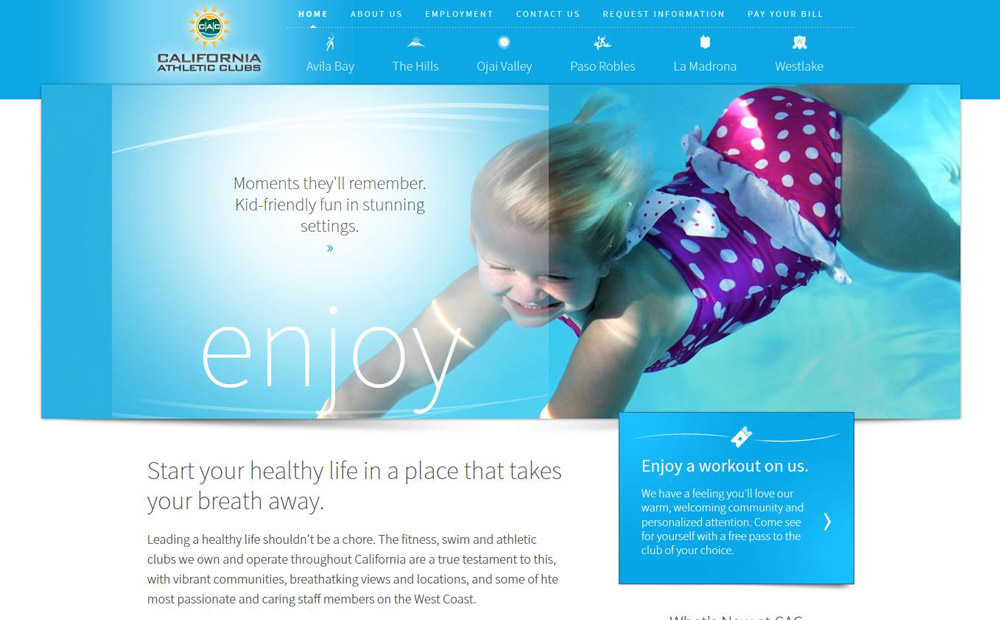 HOME ABOUT US EMPLOYMENT CONTACT US REQUEST INFORMATION PAY YOUR BILL
CAC
CALIFORNIA
ATHLETIC CLUBS
Avila Bay The Hills Ojai Valley Paso Robles La Madrona Westlake
Moments they'll remember.
Kid-friendly fun in stunning
settings.
»
enjoy
Start your healthy life in a place that takes
your breath away.
Leading a healthy life shouldn't be a chore. The fitness, swim and athletic
clubs we own and operate throughout California are a true testament to this,
with vibrant communities, breathatking views and locations, and some of hte
most passionate and caring staff members on the West Coast.
Enjoy a workout on us.
We have a feeling you'll love our
warm, welcoming community and
personalized attention. Come see
for yourself with a free pass to the
club of your choice.
What's New at CAC